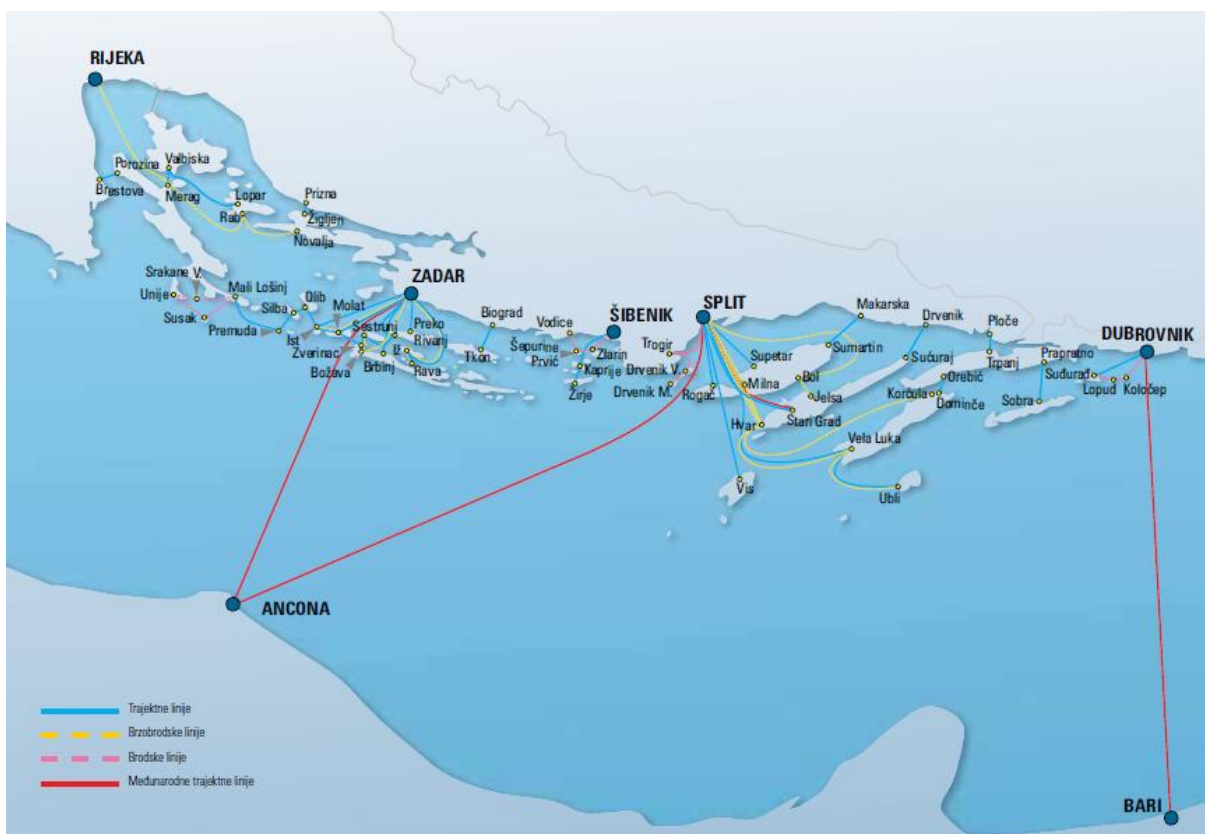 RIJEKA
Porozina
Valbiska
Brestova
Merag
Lopar
Rab
Prizna
Žigljen
Novalja
Srakane V.
Unije
Susak
Mali Lošinj
Silba
Olib
Premuda
Ist
Molat
ZADAR
Sestrunj
Zverinac
Božava
Brbinj
Preko
Rivanj
Iž
Rava
Biograd
Tkon
Vodice
ŠIBENIK
Šepurine
Prvić
Zlarin
Kaprije
Žirje
SPLIT
Trogir
Drvenik V.
Drvenik M.
Rogač
Supetar
Milna
Sumartin
Bol
Jelsa
Hvar
Stari Grad
Makarska
Drvenik
Sućuraj
Ploče
Trpanj
Orebić
Korčula
Dominče
Vela Luka
Vis
Ubli
DUBROVNIK
Prapratno
Suđurađ
Sobra
Lopud
Koločep
ANCONA
BARI
Trajektne linije
Brzobrodske linije
Brodske linije
Međunarodne trajektne linije